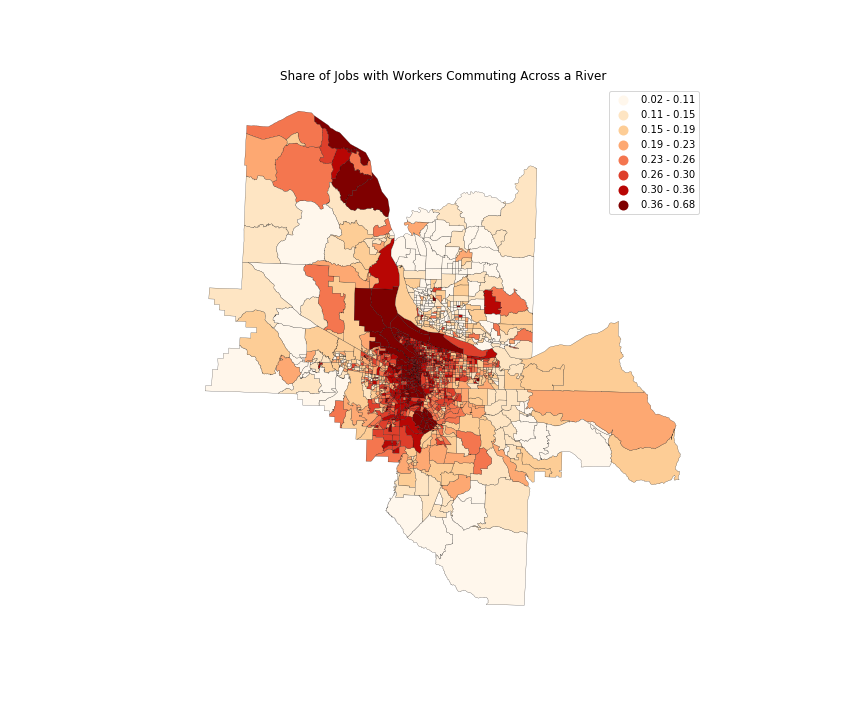 Share of Jobs with Workers Commuting Across a River
0.02 - 0.11
0.11 - 0.15
0.15 - 0.19
0.19 - 0.23
0.23 - 0.26
0.26 - 0.30
0.30 - 0.36
0.36 - 0.68